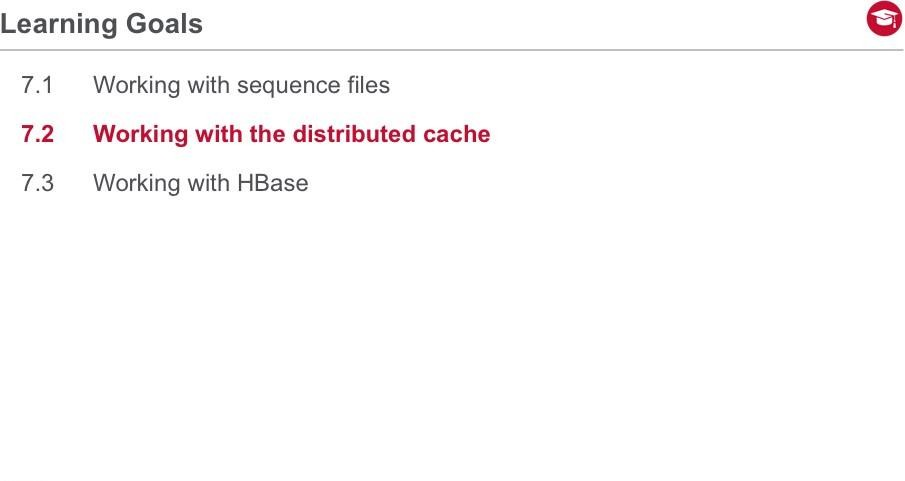 Learning Goals
7.1 Working with sequence files
7.2 Working with the distributed cache
7.3 Working with HBase